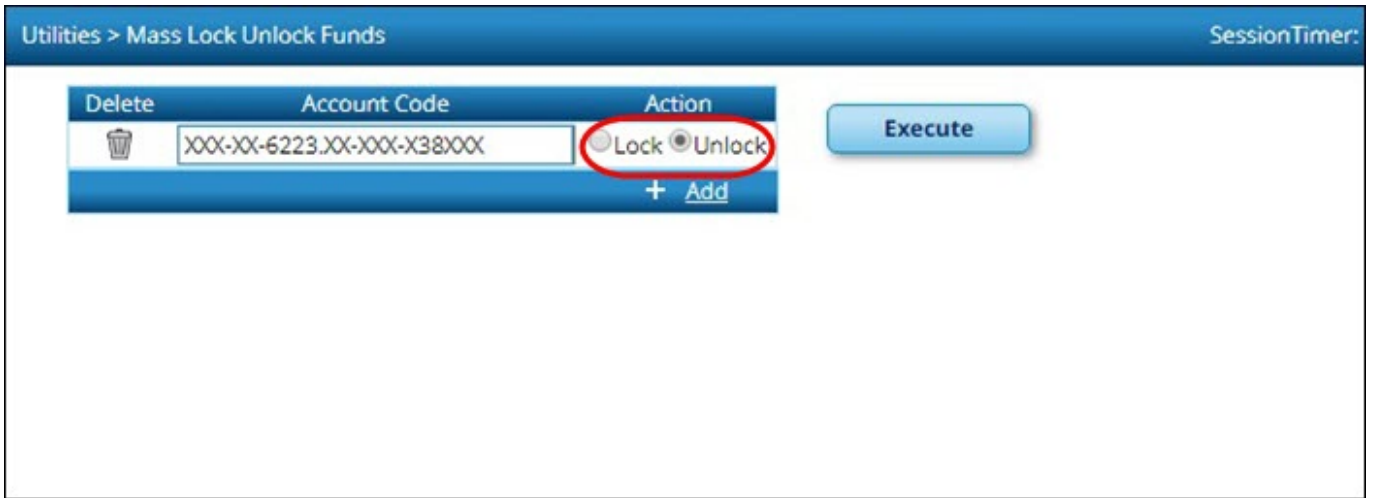 Utilities > Mass Lock Unlock Funds SessionTimer:
Delete Account Code Action
XXX-XX-6223.XX-XXX-X38XXX Lock Unlock
Execute
+ Add